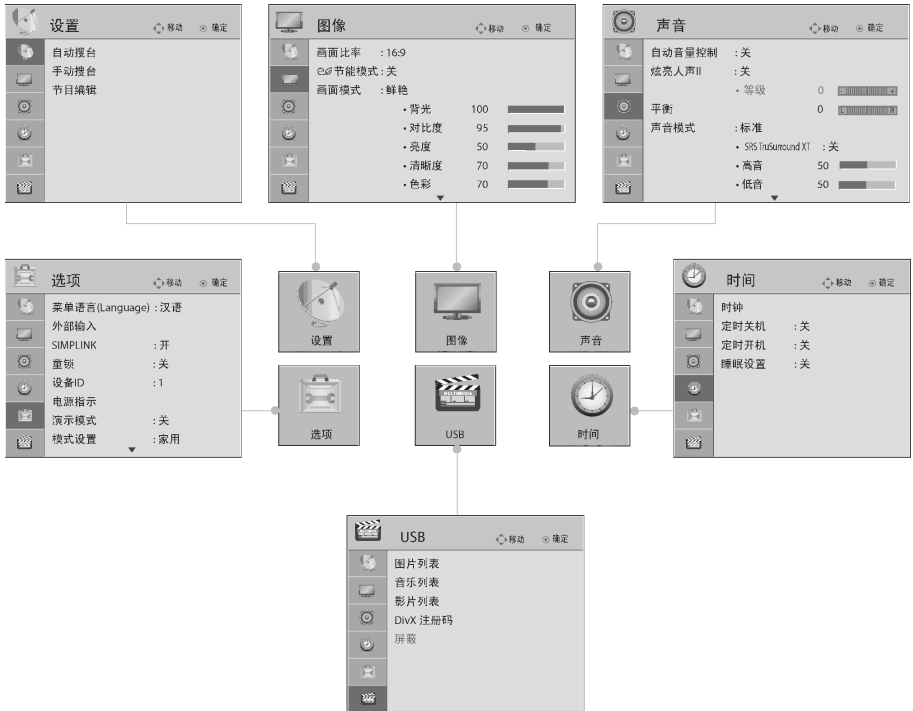 设置 移动 确定
自动搜台
手动搜台
节目编辑
图像 移动 确定
画面比率 : 16:9
节能模式 : 关
画面模式 : 鲜艳
• 背光 100
• 对比度 95
• 亮度 50
• 清晰度 70
• 色彩 70
声音 移动 确定
自动音量控制 : 关
炫亮人声II : 关
• 等级 0 - +
平衡 0 L R
声音模式 : 标准
• SRS TruSurround XT : 关
• 高音 50
• 低音 50
选项 移动 确定
菜单语言(Language) : 汉语
外部输入
SIMPLINK : 开
童锁 : 关
设备ID : 1
电源指示
演示模式 : 关
模式设置 : 家用
设置
图像
声音
选项
MULTIMEDIA
USB
时间
时间 移动 确定
时钟
定时关机 : 关
定时开机 : 关
睡眠设置 : 关
USB 移动 确定
图片列表
音乐列表
影片列表
DivX 注册码
屏蔽